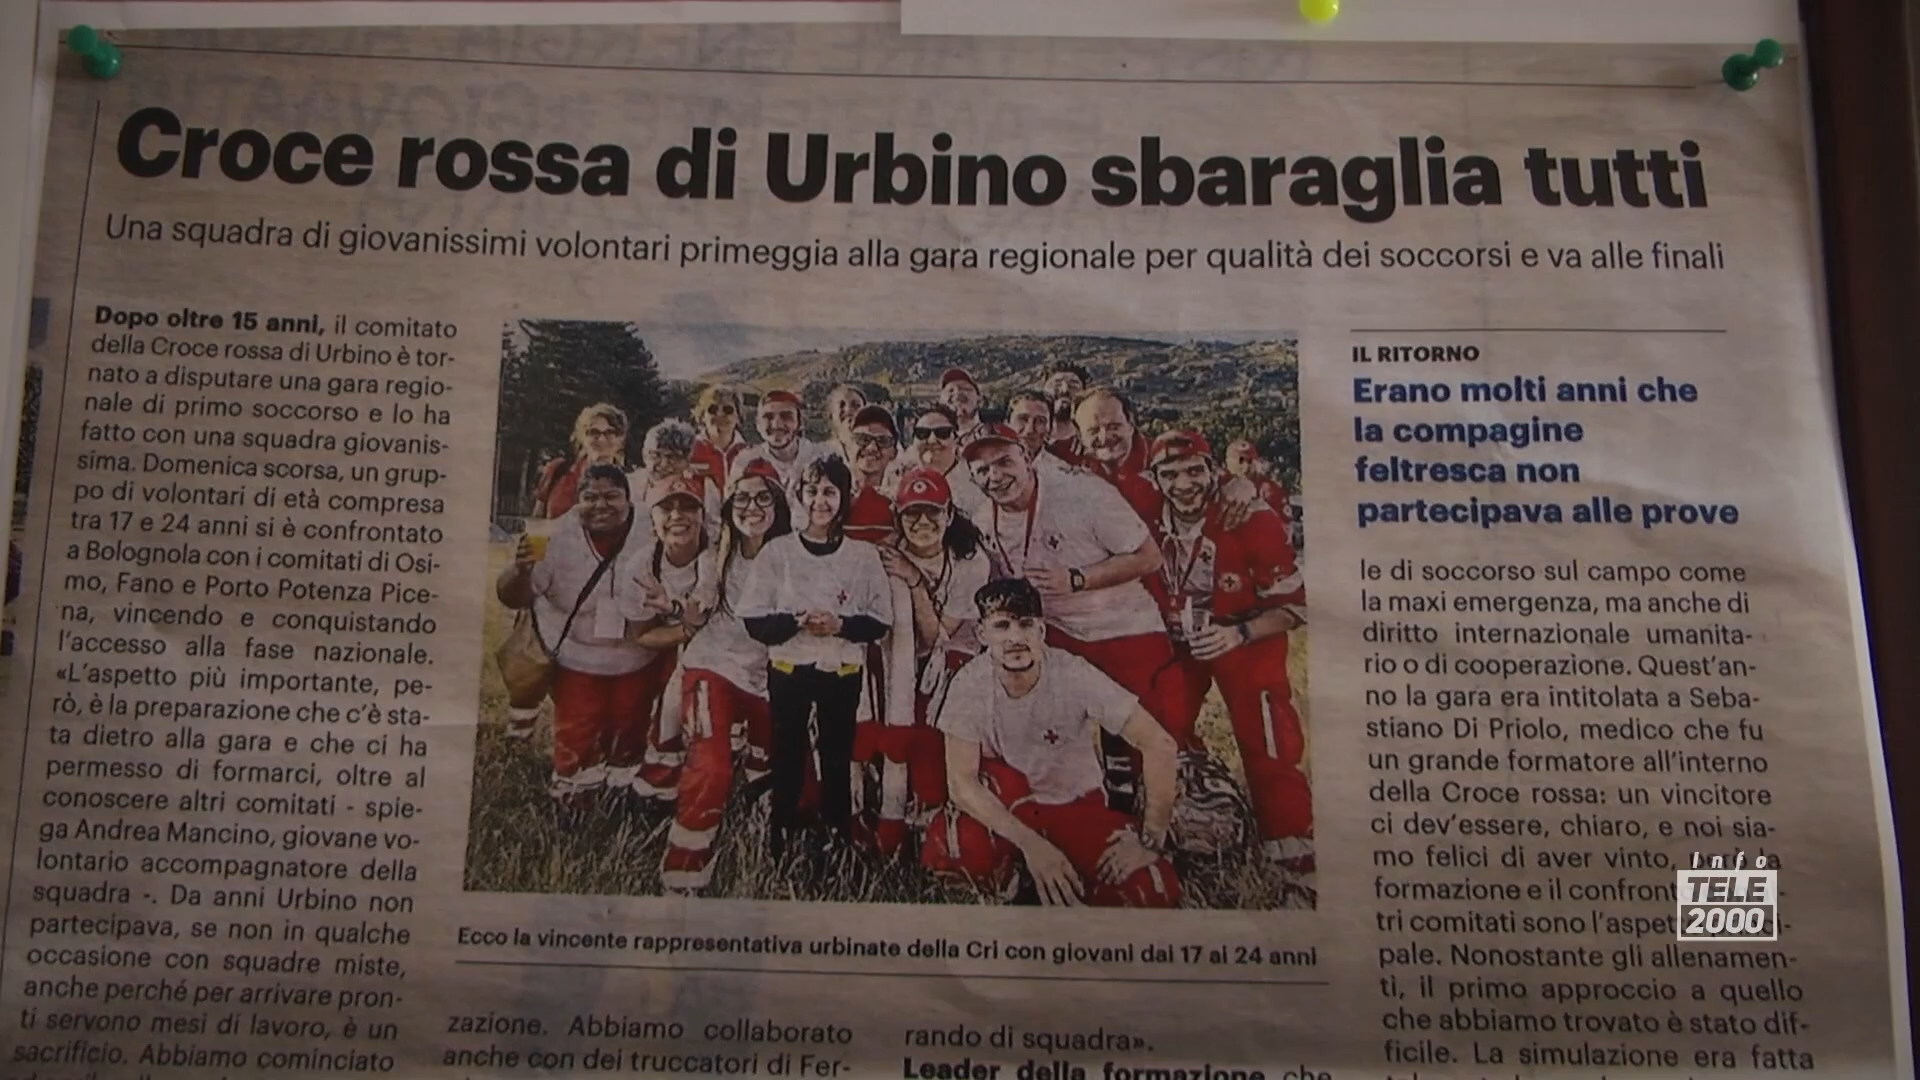 Croce rossa di Urbino sbaraglia tutti
Una squadra di giovanissimi volontari primeggia alla gara regionale per qualità dei soccorsi e va alle finali
Dopo oltre 15 anni, il comitato
della Croce rossa di Urbino è tor-
nato a disputare una gara regio-
nale di primo soccorso e lo ha
fatto con una squadra giovanis-
sima. Domenica scorsa, un grup-
po di volontari di età compresa
tra 17 e 24 anni si è confrontato
a Bolognola con i comitati di Osi-
mo, Fano e Porto Potenza Pice-
na, vincendo e conquistando
l'accesso alla fase nazionale.
«L'aspetto più importante, pe-
rò, è la preparazione che c'è sta-
ta dietro alla gara e che ci ha
permesso di formarci, oltre al
conoscere altri comitati - spie-
ga Andrea Mancino, giovane vo-
lontario accompagnatore della
squadra -. Da anni Urbino non
partecipava, se non in qualche
occasione con squadre miste,
anche perché per arrivare pron-
ti servono mesi di lavoro, è un
sacrificio. Abbiamo cominciato
Ecco la vincente rappresentativa urbinate della Cri con giovani dai 17 ai 24 anni
zazione. Abbiamo collaborato
anche con dei truccatori di Fer-
rando di squadra».
Leader della formazione che
IL RITORNO
Erano molti anni che
la compagine
feltresca non
partecipava alle prove
le di soccorso sul campo come
la maxi emergenza, ma anche di
diritto internazionale umanita-
rio o di cooperazione. Quest'an-
no la gara era intitolata a Seba-
stiano Di Priolo, medico che fu
un grande formatore all'interno
della Croce rossa: un vincitore
ci dev'essere, chiaro, e noi sia-
mo felici di aver vinto, però la
formazione e il confront
tri comitati sono l'aspet
pale. Nonostante gli allenamen-
ti, il primo approccio a quello
che abbiamo trovato è stato dif-
ficile. La simulazione era fatta
Info
TELE
2000